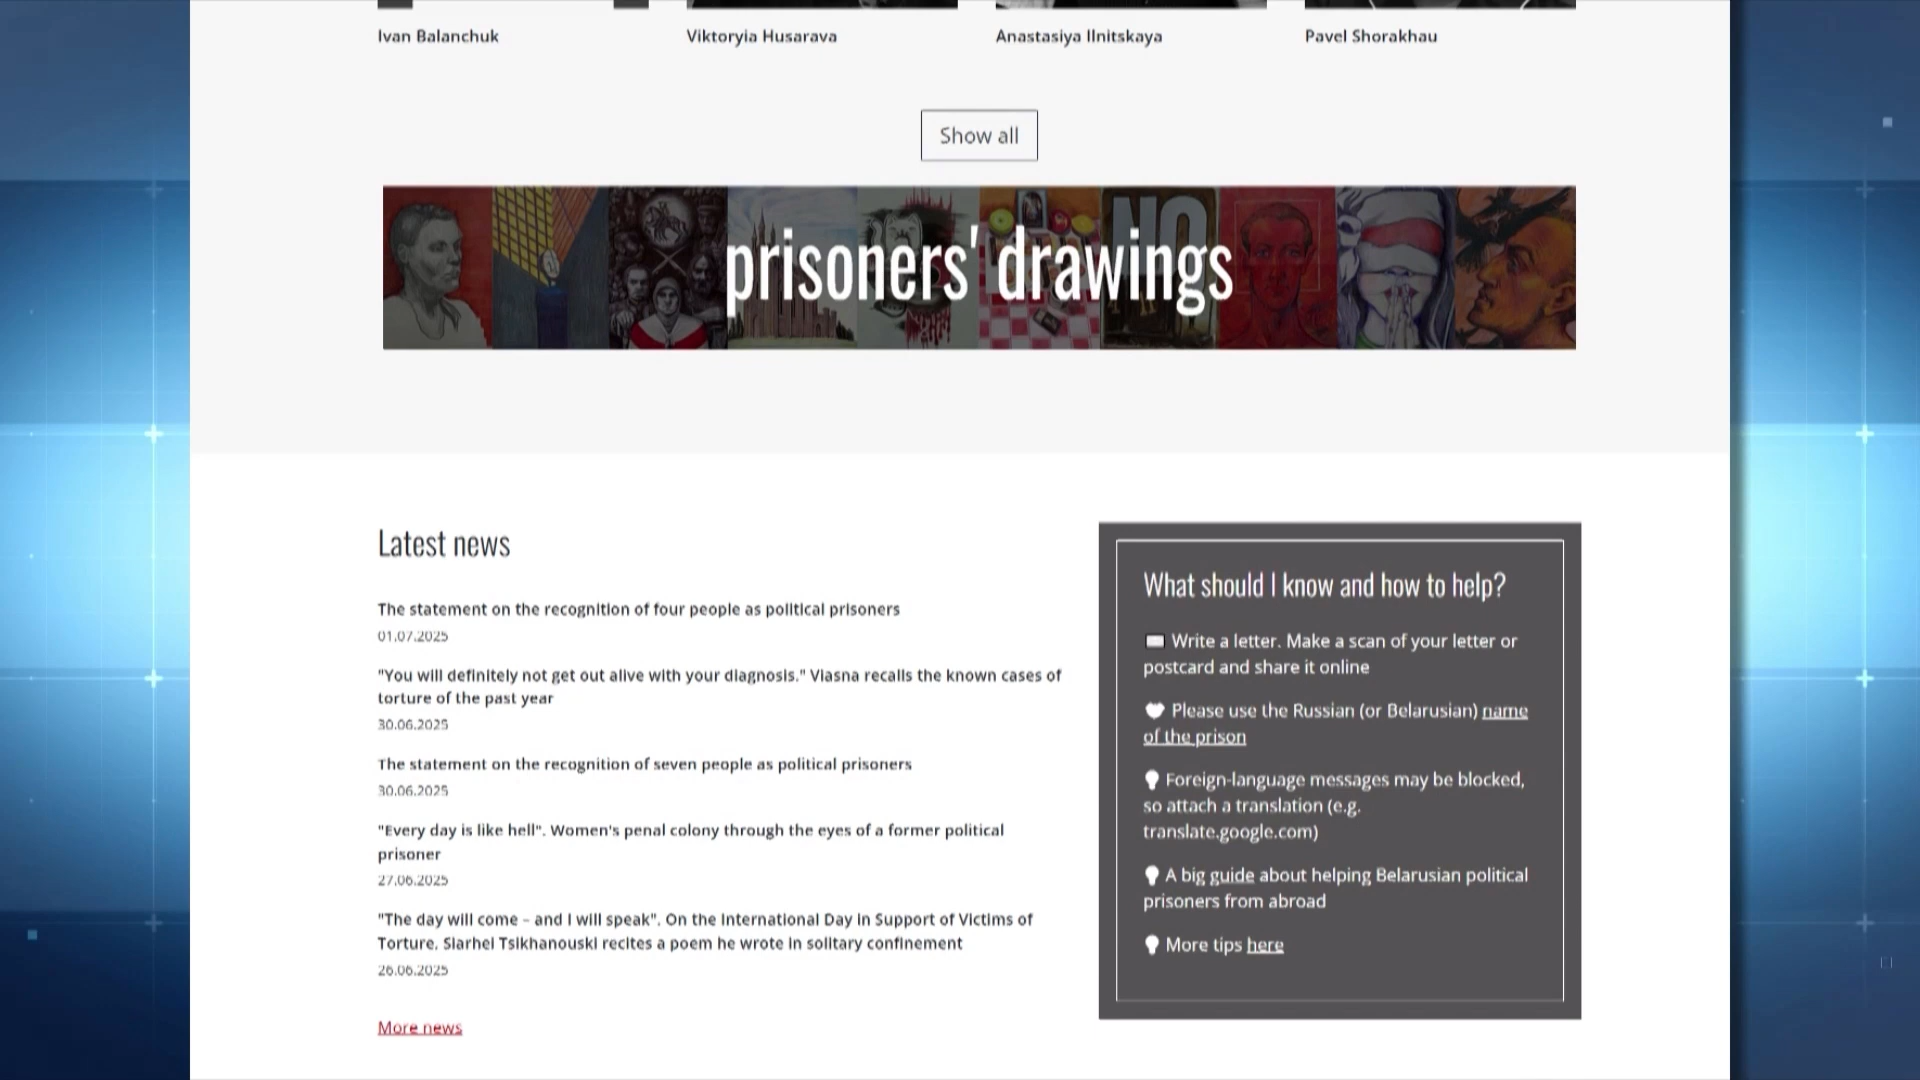 Ivan Balanchuk
Viktoryia Husarava
Anastasiya Ilnitskaya
Pavel Shorakhau
Show all
NO
prisoners' drawings
Latest news
The statement on the recognition of four people as political prisoners
01.07.2025
"You will definitely not get out alive with your diagnosis." Viasna recalls the known cases of
torture of the past year
30.06.2025
The statement on the recognition of seven people as political prisoners
30.06.2025
"Every day is like hell". Women's penal colony through the eyes of a former political
prisoner
27.06.2025
"The day will come – and I will speak". On the International Day in Support of Victims of
Torture, Siarhei Tsikhanouski recites a poem he wrote in solitary confinement
26.06.2025
More news
What should I know and how to help?
Write a letter. Make a scan of your letter or
postcard and share it online
Please use the Russian (or Belarusian) name
of the prison
Foreign-language messages may be blocked,
so attach a translation (e.g.
translate.google.com)
A big guide about helping Belarusian political
prisoners from abroad
More tips here